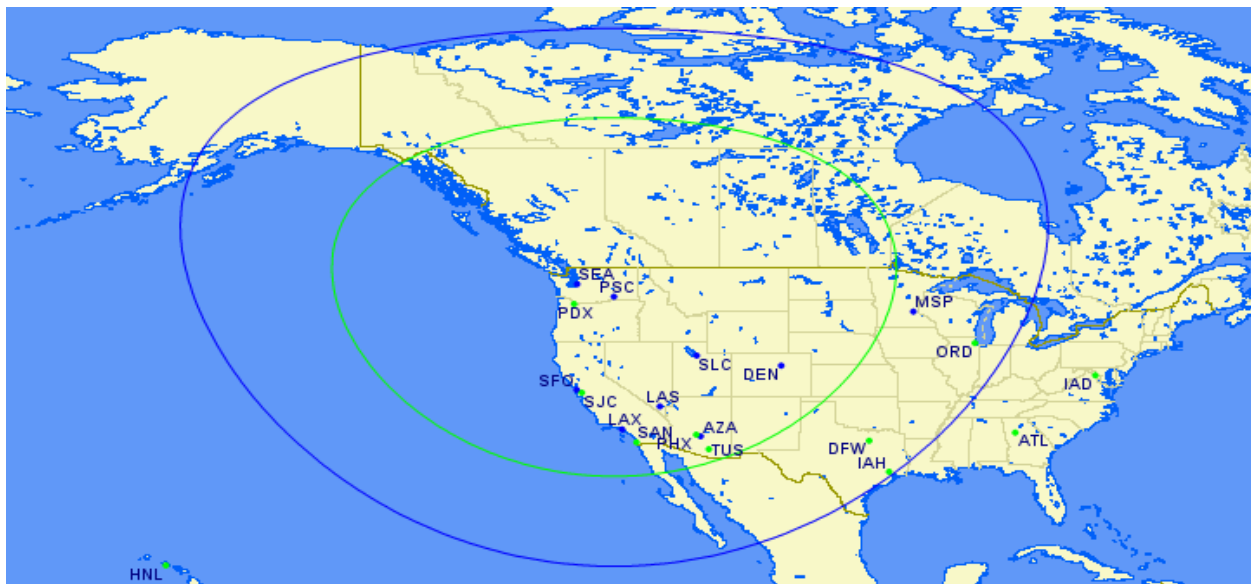 SEA
PSC
PDX
MSP
ORD
SLC
DEN
IAD
SFO
SJC
LAS
LAX
SAN
PHX
AZA
TUS
DFW
ATL
IAH
HNL